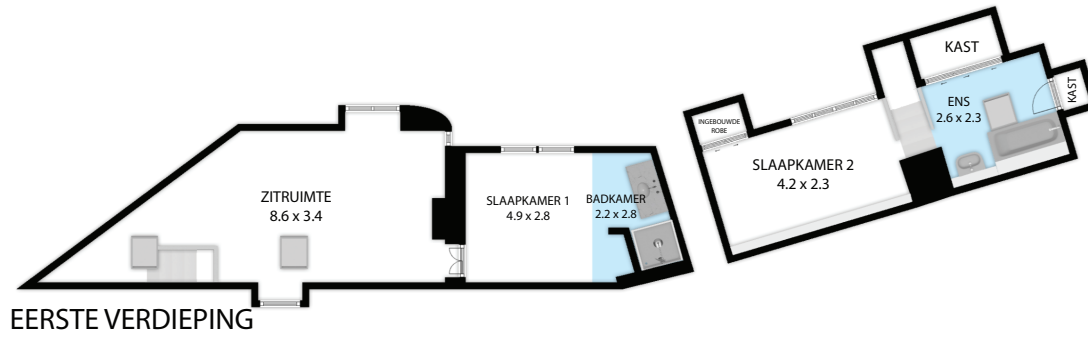 ZITRUIMTE
8.6 x 3.4
SLAAPKAMER 1
4.9 x 2.8
BADKAMER
2.2 x 2.8
INGEBOUWDE
ROBE
SLAAPKAMER 2
4.2 x 2.3
KAST
ENS
2.6 x 2.3
KAST
EERSTE VERDIEPING